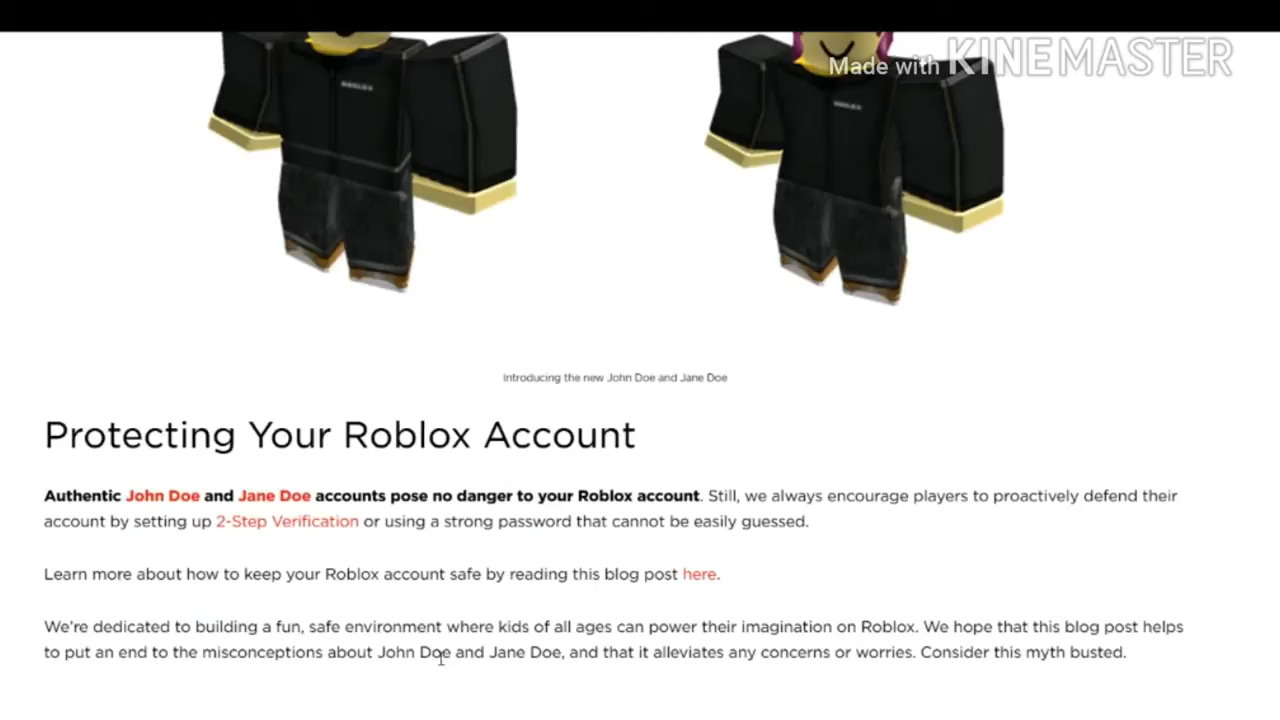 Made with KINEMASTER
ROBLOX
ROBLOX
Introducing the new John Doe and Jane Doe
Protecting Your Roblox Account
Authentic John Doe and Jane Doe accounts pose no danger to your Roblox account. Still, we always encourage players to proactively defend their
account by setting up 2-Step Verification or using a strong password that cannot be easily guessed.
Learn more about how to keep your Roblox account safe by reading this blog post here.
We're dedicated to building a fun, safe environment where kids of all ages can power their imagination on Roblox. We hope that this blog post helps
to put an end to the misconceptions about John Doe and Jane Doe, and that it alleviates any concerns or worries. Consider this myth busted.